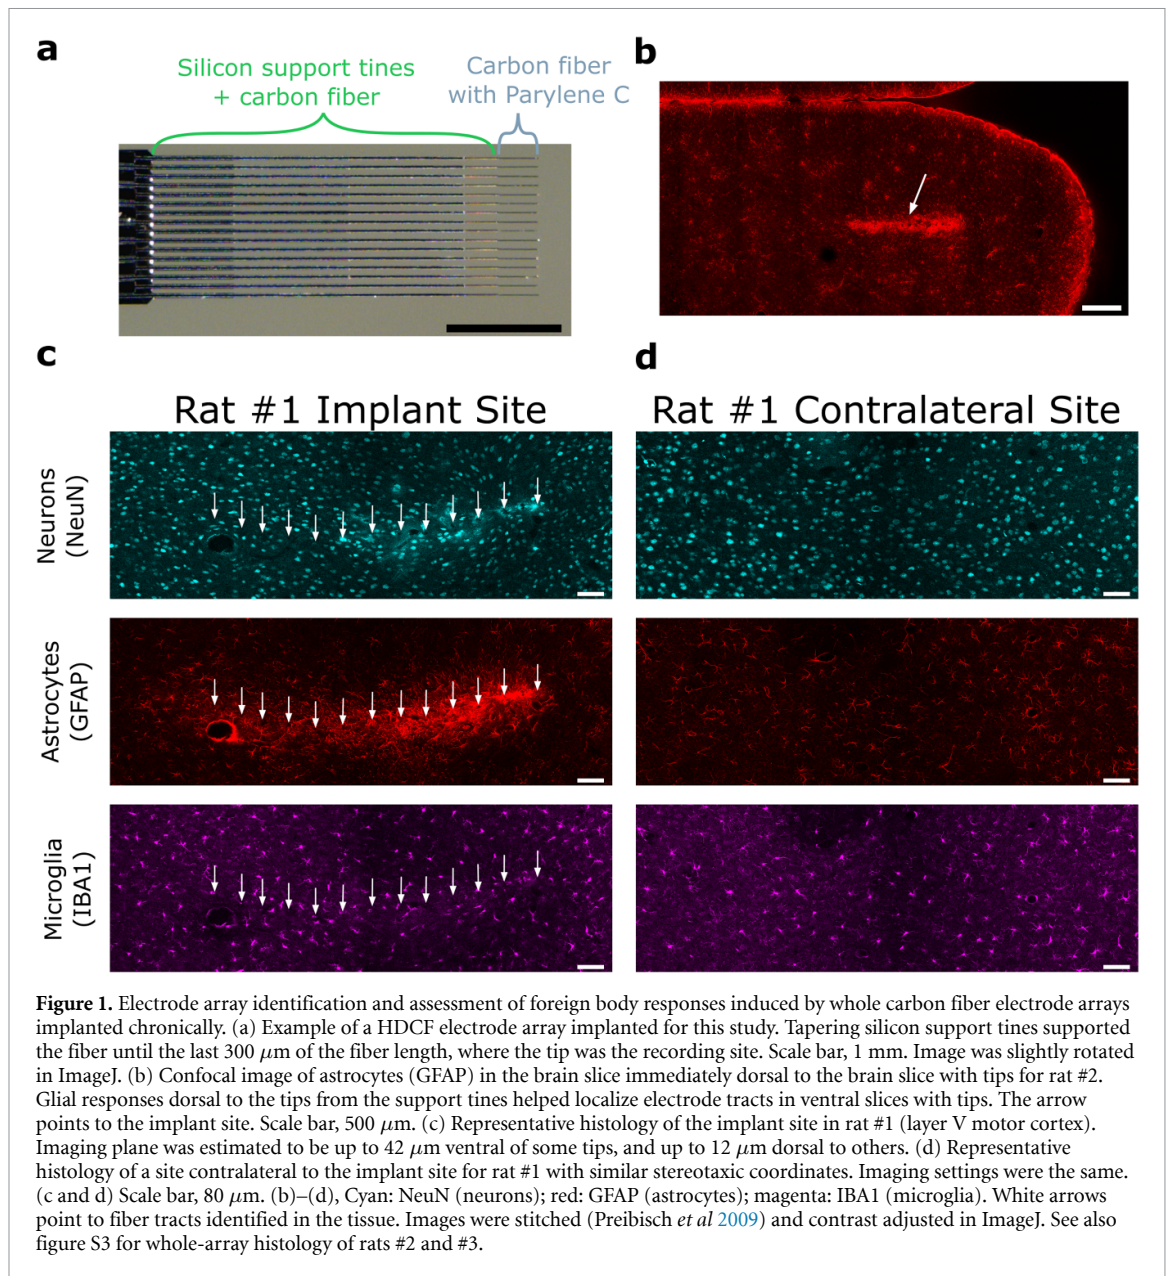 a
b
Silicon support tines
+ carbon fiber
Carbon fiber
with Parylene C
c
d
Rat #1 Implant Site
Rat #1 Contralateral Site
Neurons
(NeuN)
Astrocytes
(GFAP)
Microglia
(IBA1)
Figure 1. Electrode array identification and assessment of foreign body responses induced by whole carbon fiber electrode arrays
implanted chronically. (a) Example of a HDCF electrode array implanted for this study. Tapering silicon support tines supported
the fiber until the last 300 μm of the fiber length, where the tip was the recording site. Scale bar, 1 mm. Image was slightly rotated
in ImageJ. (b) Confocal image of astrocytes (GFAP) in the brain slice immediately dorsal to the brain slice with tips for rat #2.
Glial responses dorsal to the tips from the support tines helped localize electrode tracts in ventral slices with tips. The arrow
points to the implant site. Scale bar, 500 μm. (c) Representative histology of the implant site in rat #1 (layer V motor cortex).
Imaging plane was estimated to be up to 42 μm ventral of some tips, and up to 12 μm dorsal to others. (d) Representative
histology of a site contralateral to the implant site for rat #1 with similar stereotaxic coordinates. Imaging settings were the same.
(c and d) Scale bar, 80 μm. (b)–(d), Cyan: NeuN (neurons); red: GFAP (astrocytes); magenta: IBA1 (microglia). White arrows
point to fiber tracts identified in the tissue. Images were stitched (Preibisch et al 2009) and contrast adjusted in ImageJ. See also
figure S3 for whole-array histology of rats #2 and #3.